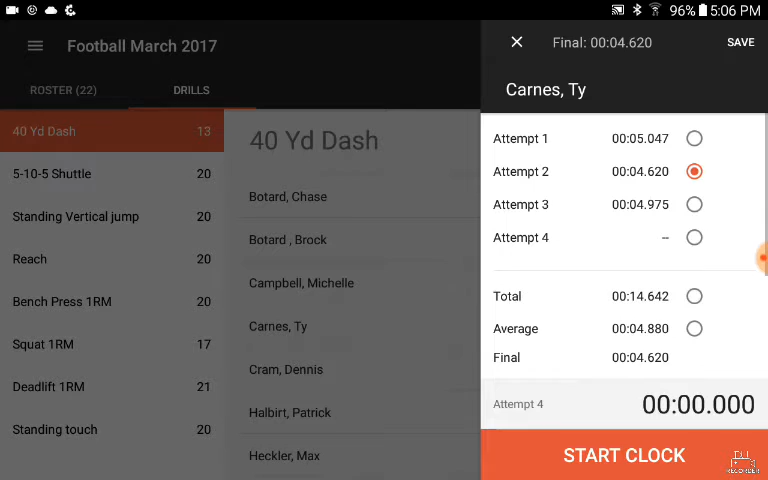 96% 5:06 PM
Football March 2017
ROSTER (22)
DRILLS
40 Yd Dash 13
5-10-5 Shuttle 20
Standing Vertical jump 20
Reach 20
Bench Press 1RM 20
Squat 1RM 17
Deadlift 1RM 21
Standing touch 20
40 Yd Dash
Botard, Chase
Botard , Brock
Campbell, Michelle
Carnes, Ty
Cram, Dennis
Halbirt, Patrick
Heckler, Max
Final: 00:04.620
SAVE
Carnes, Ty
Attempt 1 00:05.047
Attempt 2 00:04.620
Attempt 3 00:04.975
Attempt 4 --
Total 00:14.642
Average 00:04.880
Final 00:04.620
Attempt 4 00:00.000
START CLOCK
RECORDER